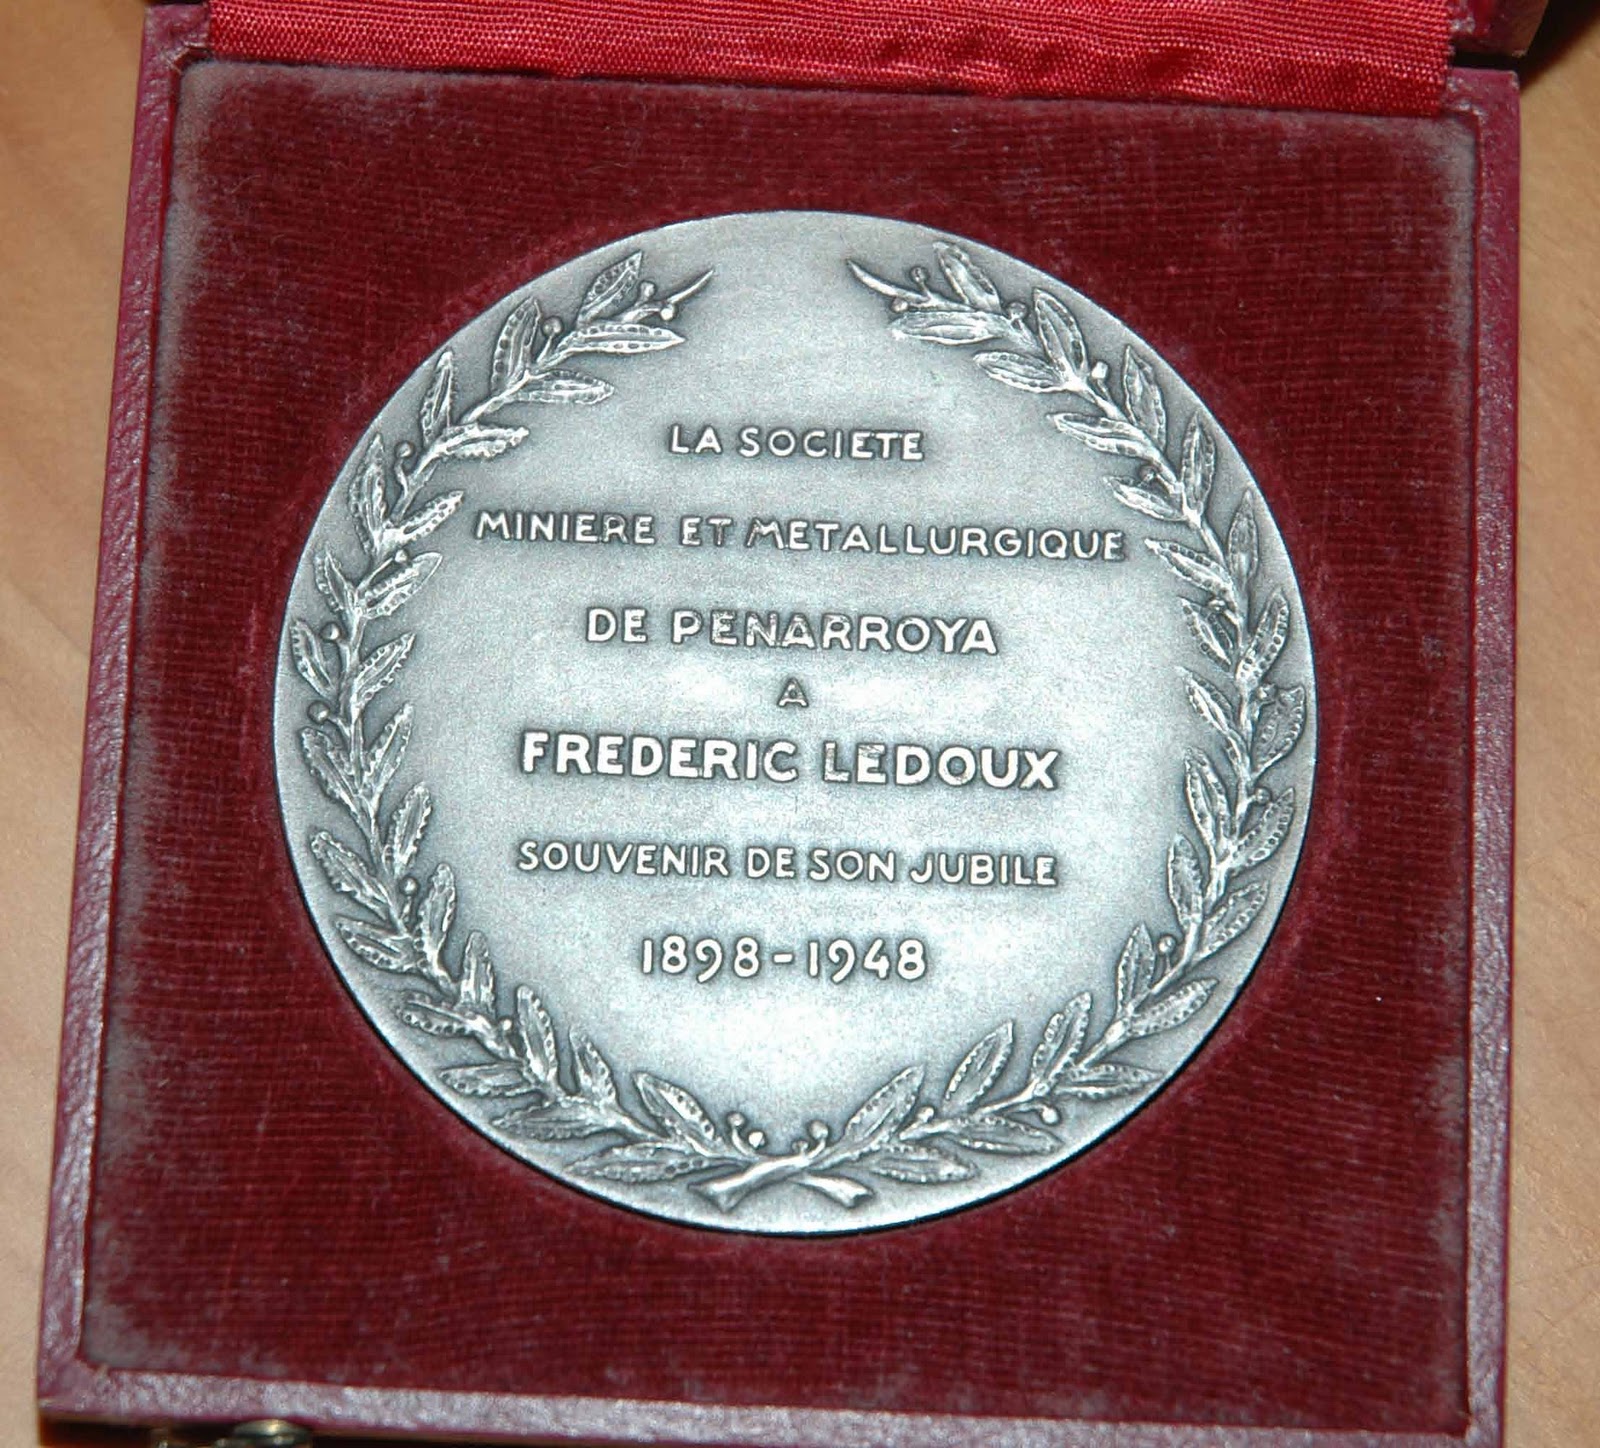 LA SOCIETE
MINIERE ET METALLURGIQUE
DE PENARROYA
A
FREDERIC LEDOUX
SOUVENIR DE SON JUBILE
1898-1948